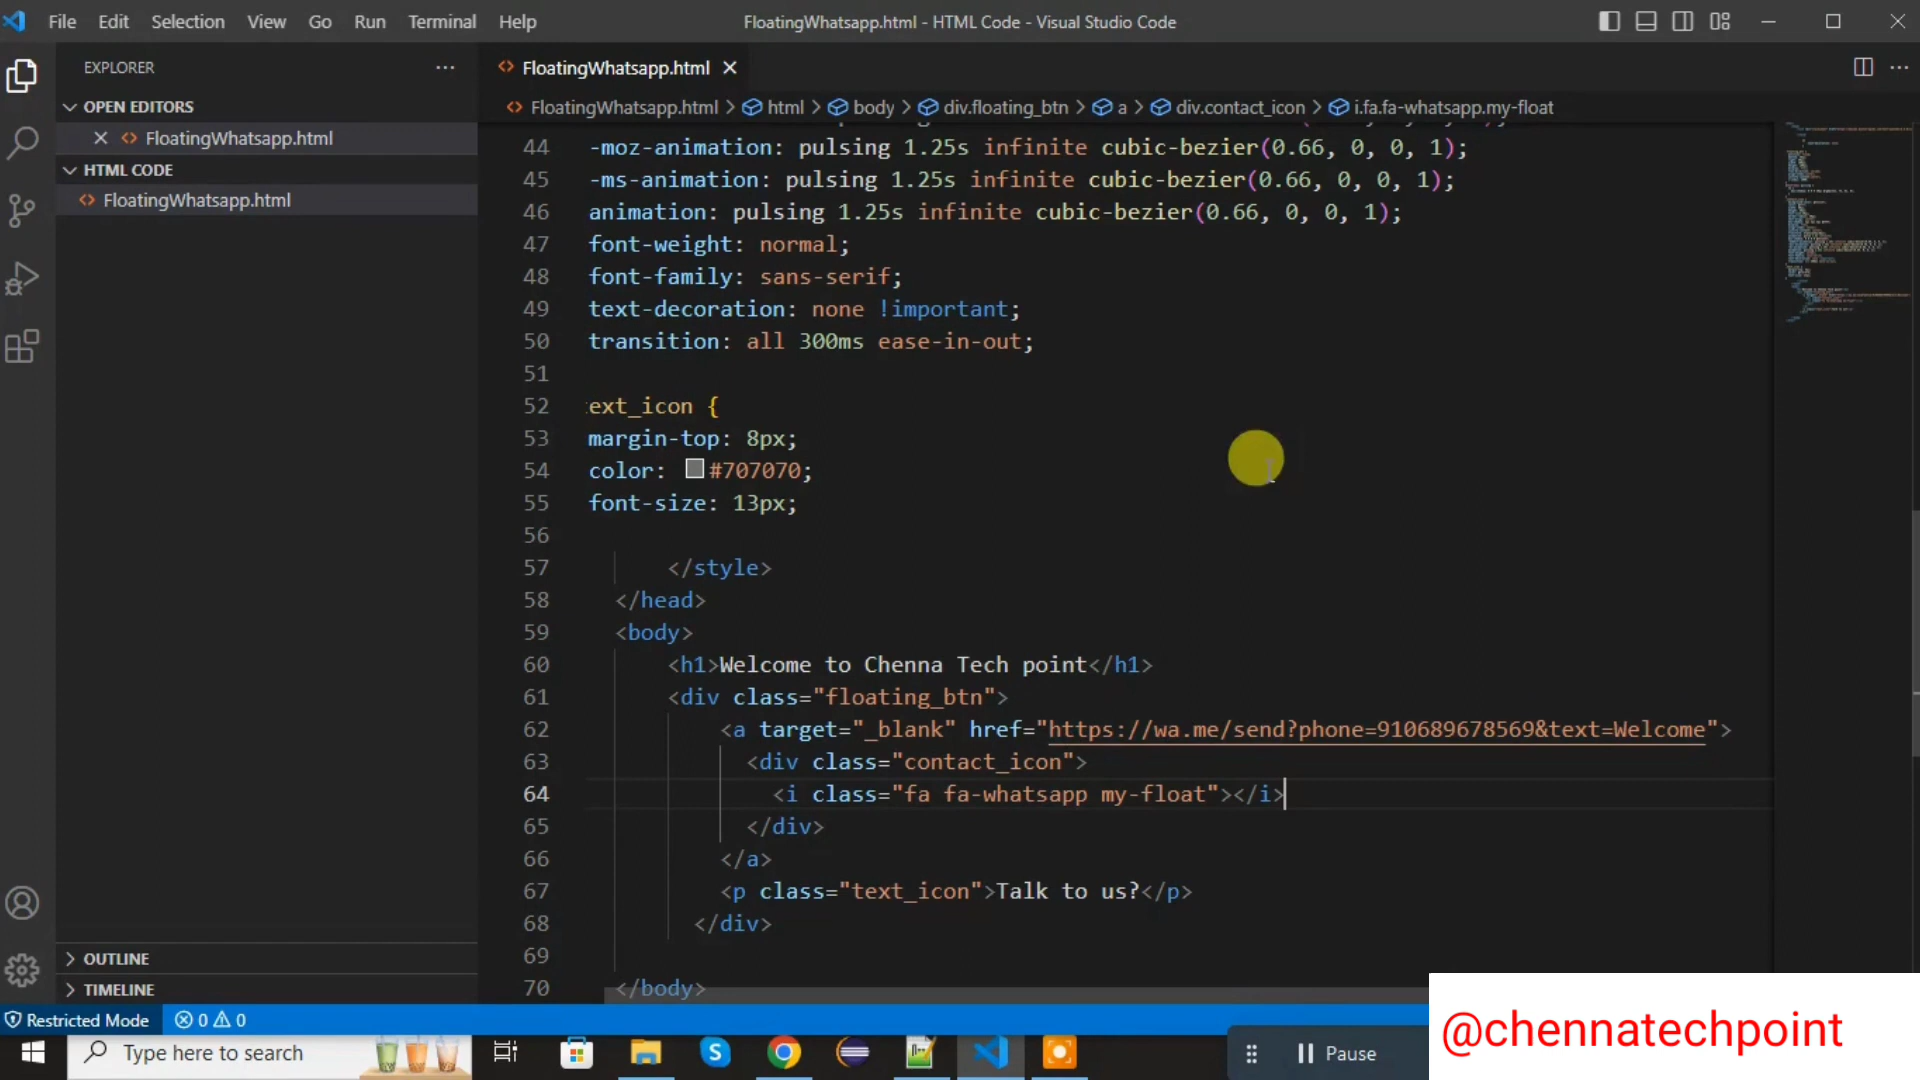 File Edit Selection View Go Run Terminal Help
FloatingWhatsapp.html - HTML Code - Visual Studio Code
EXPLORER
OPEN EDITORS
FloatingWhatsapp.html
HTML CODE
FloatingWhatsapp.html
OUTLINE
TIMELINE
FloatingWhatsapp.html
FloatingWhatsapp.html > html > body > div.floating_btn > a > div.contact_icon > i.fa.fa-whatsapp.my-float
44 -moz-animation: pulsing 1.25s infinite cubic-bezier(0.66, 0, 0, 1);
45 -ms-animation: pulsing 1.25s infinite cubic-bezier(0.66, 0, 0, 1);
46 animation: pulsing 1.25s infinite cubic-bezier(0.66, 0, 0, 1);
47 font-weight: normal;
48 font-family: sans-serif;
49 text-decoration: none !important;
50 transition: all 300ms ease-in-out;
51
52 ext_icon {
53 margin-top: 8px;
54 color: #707070;
55 font-size: 13px;
56
57 </style>
58 </head>
59 <body>
60 <h1>Welcome to Chenna Tech point</h1>
61 <div class="floating_btn">
62 <a target="_blank" href="https://wa.me/send?phone=910689678569&text=Welcome">
63 <div class="contact_icon">
64 <i class="fa fa-whatsapp my-float"></i>
65 </div>
66 </a>
67 <p class="text_icon">Talk to us?</p>
68 </div>
69
70 </body>
Restricted Mode 0 0
Type here to search
Pause
@chennatechpoint